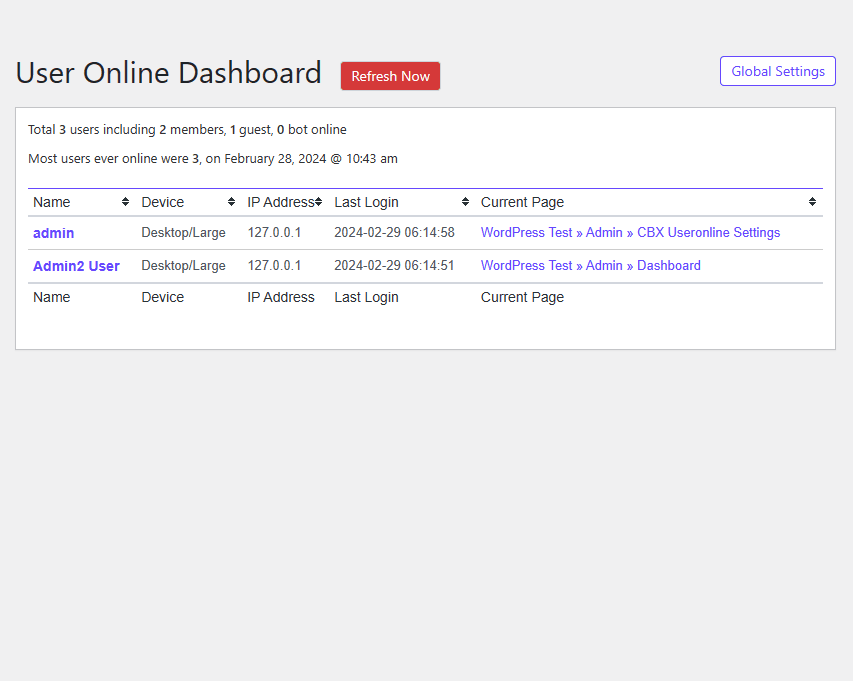 User Online Dashboard Refresh Now Global Settings
Total 3 users including 2 members, 1 guest, 0 bot online
Most users ever online were 3, on February 28, 2024 @ 10:43 am
Name Device IP Address Last Login Current Page
admin Desktop/Large 127.0.0.1 2024-02-29 06:14:58 WordPress Test » Admin » CBX Useronline Settings
Admin2 User Desktop/Large 127.0.0.1 2024-02-29 06:14:51 WordPress Test » Admin » Dashboard
Name Device IP Address Last Login Current Page